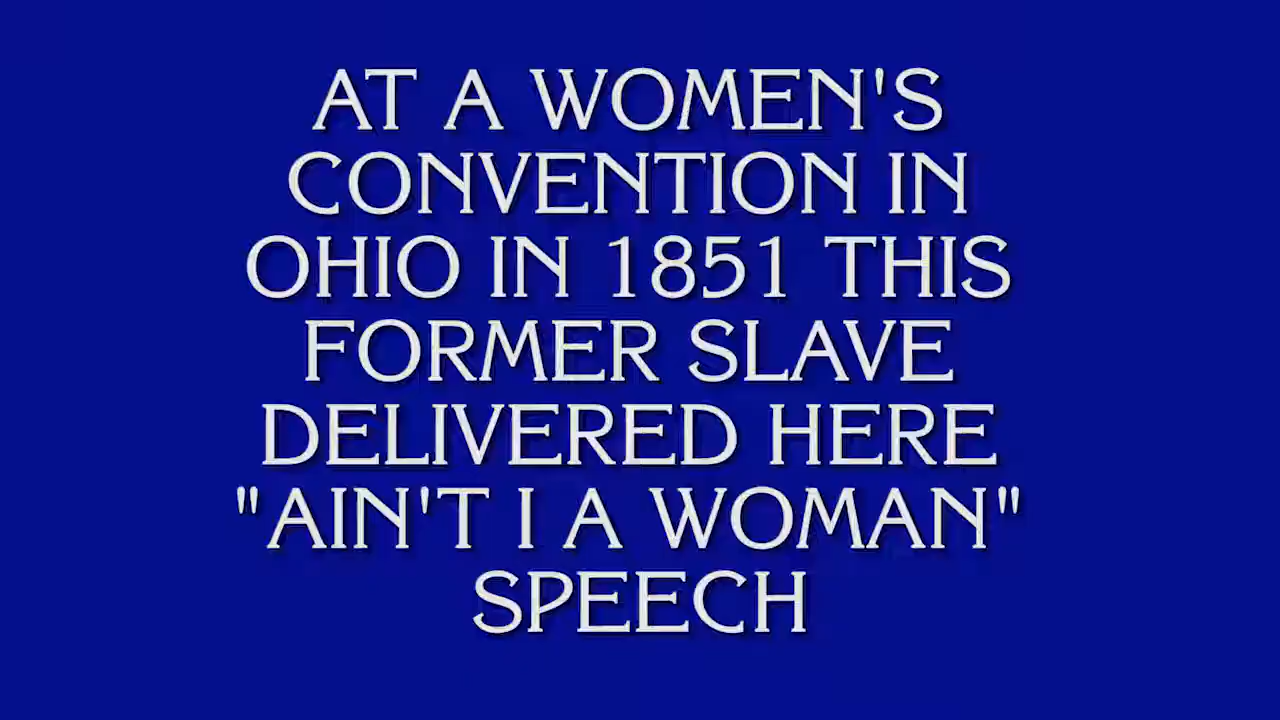 AT A WOMEN'S
CONVENTION IN
OHIO IN 1851 THIS
FORMER SLAVE
DELIVERED HERE
"AIN'T I A WOMAN"
SPEECH